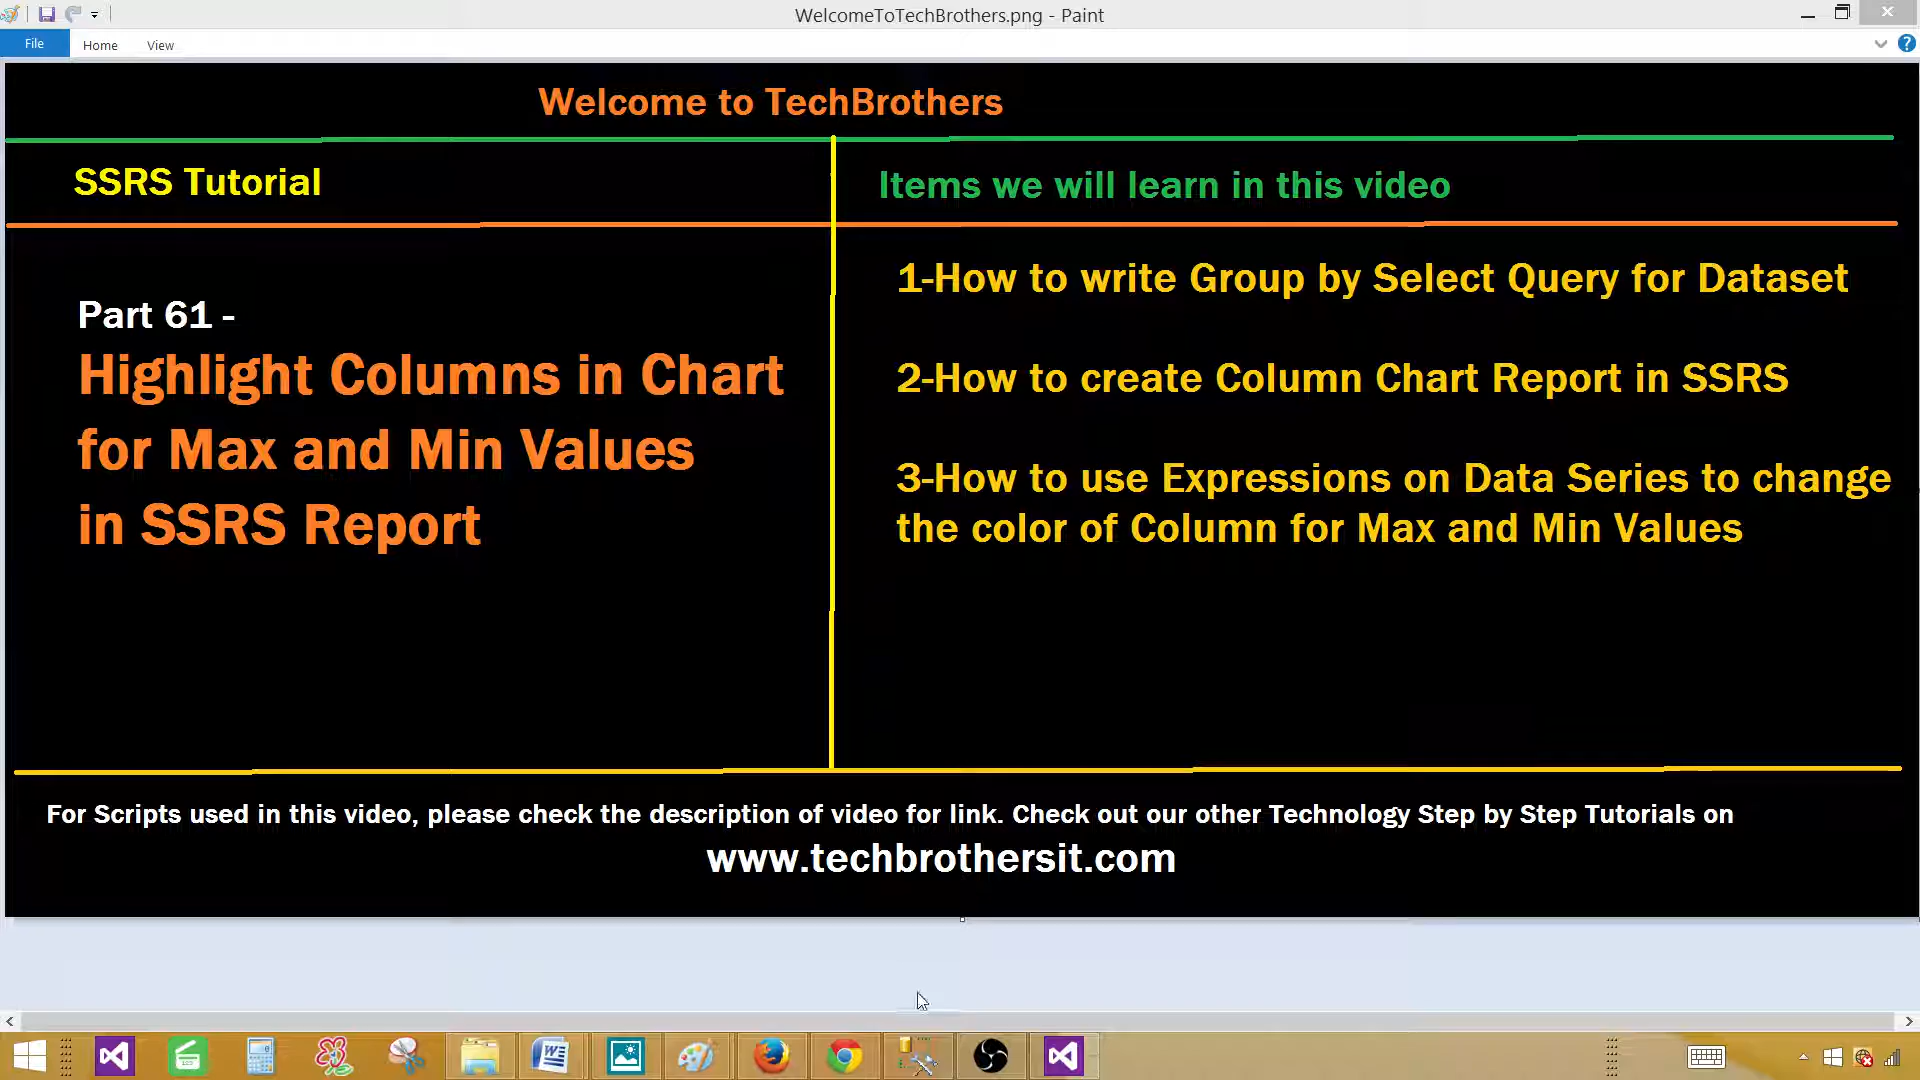 WelcomeToTechBrothers.png - Paint
File Home View
Welcome to TechBrothers
SSRS Tutorial
Items we will learn in this video
Part 61 -
Highlight Columns in Chart
for Max and Min Values
in SSRS Report
1-How to write Group by Select Query for Dataset
2-How to create Column Chart Report in SSRS
3-How to use Expressions on Data Series to change
the color of Column for Max and Min Values
For Scripts used in this video, please check the description of video for link. Check out our other Technology Step by Step Tutorials on
www.techbrothersit.com